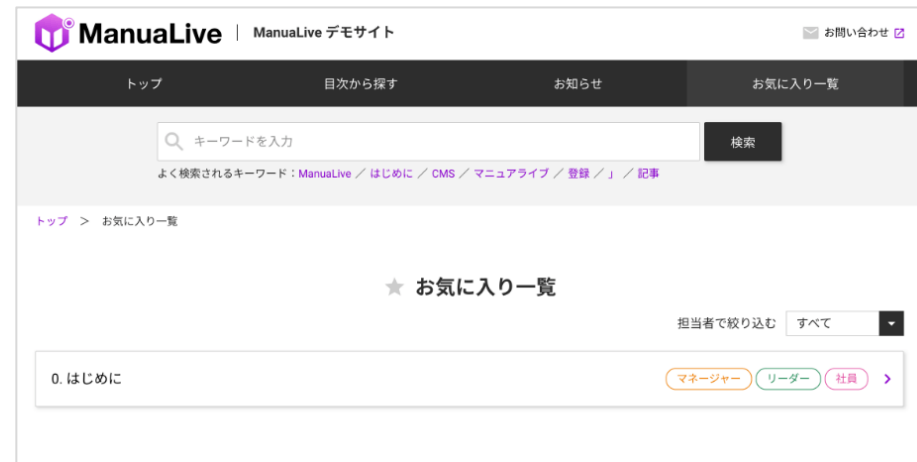 ManuaLive | ManuaLive デモサイト お問い合わせ
トップ 目次から探す お知らせ お気に入り一覧
キーワードを入力 検索
よく検索されるキーワード：ManuaLive ／ はじめに ／ CMS ／ マニュアライブ ／ 登録 ／ 」 ／ 記事
トップ ＞ お気に入り一覧
★ お気に入り一覧
担当者で絞り込む すべて
0. はじめに マネージャー リーダー 社員